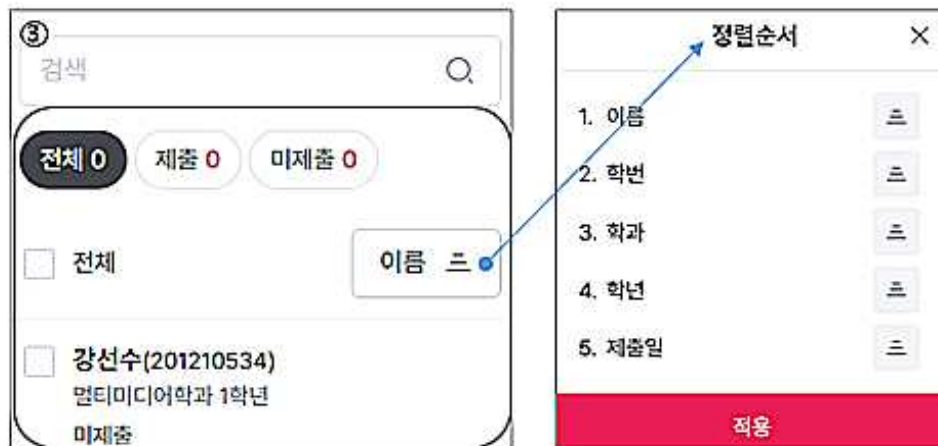 ③
검색
전체 0 제출 0 미제출 0
전체
이름
강선수(201210534)
멀티미디어학과 1학년
미제출
정렬순서
1. 이름
2. 학번
3. 학과
4. 학년
5. 제출일
적용